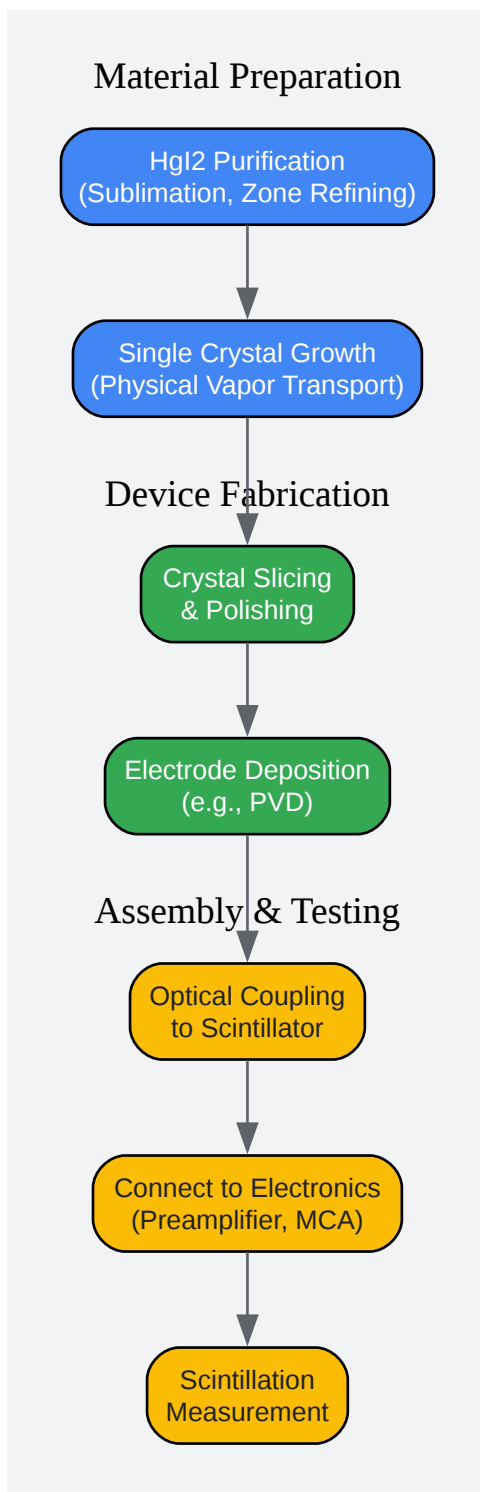 Material Preparation
HgI2 Purification
(Sublimation, Zone Refining)
Single Crystal Growth
(Physical Vapor Transport)
Device Fabrication
Crystal Slicing
& Polishing
Electrode Deposition
(e.g., PVD)
Assembly & Testing
Optical Coupling
to Scintillator
Connect to Electronics
(Preamplifier, MCA)
Scintillation
Measurement